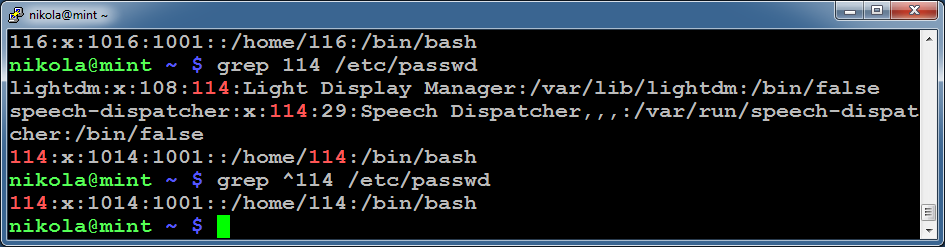 nikola@mint ~
116:x:1016:1001::/home/116:/bin/bash
nikola@mint ~ $ grep 114 /etc/passwd
lightdm:x:108:114:Light Display Manager:/var/lib/lightdm:/bin/false
speech-dispatcher:x:114:29:Speech Dispatcher,,,:/var/run/speech-dispat
cher:/bin/false
114:x:1014:1001::/home/114:/bin/bash
nikola@mint ~ $ grep ^114 /etc/passwd
114:x:1014:1001::/home/114:/bin/bash
nikola@mint ~ $